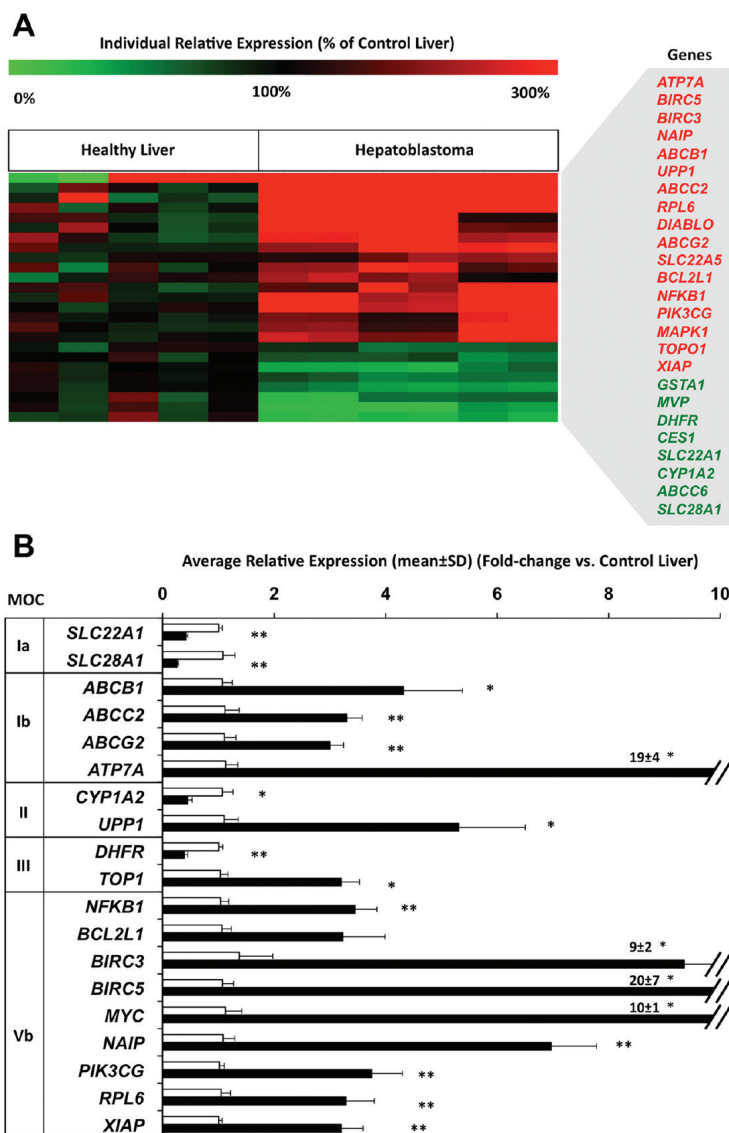 A
Individual Relative Expression (% of Control Liver)
0% 100% 300%
Healthy Liver Hepatoblastoma
Genes
ATP7A
BIRC5
BIRC3
NAIP
ABCB1
UPP1
ABCC2
RPL6
DIABLO
ABCG2
SLC22A5
BCL2L1
NFKB1
PIK3CG
MAPK1
TOPO1
XIAP
GSTA1
MVP
DHFR
CES1
SLC22A1
CYP1A2
ABCC6
SLC28A1
B
Average Relative Expression (mean±SD) (Fold-change vs. Control Liver)
MOC 0 2 4 6 8 10
Ia SLC22A1 **
SLC28A1 **
Ib ABCB1 *
ABCC2 **
ABCG2 **
ATP7A 19±4 *
II CYP1A2 *
UPP1 *
III DHFR **
TOP1 *
Vb NFKB1 **
BCL2L1
BIRC3 9±2 *
BIRC5 20±7 *
MYC 10±1 *
NAIP **
PIK3CG **
RPL6 **
XIAP **